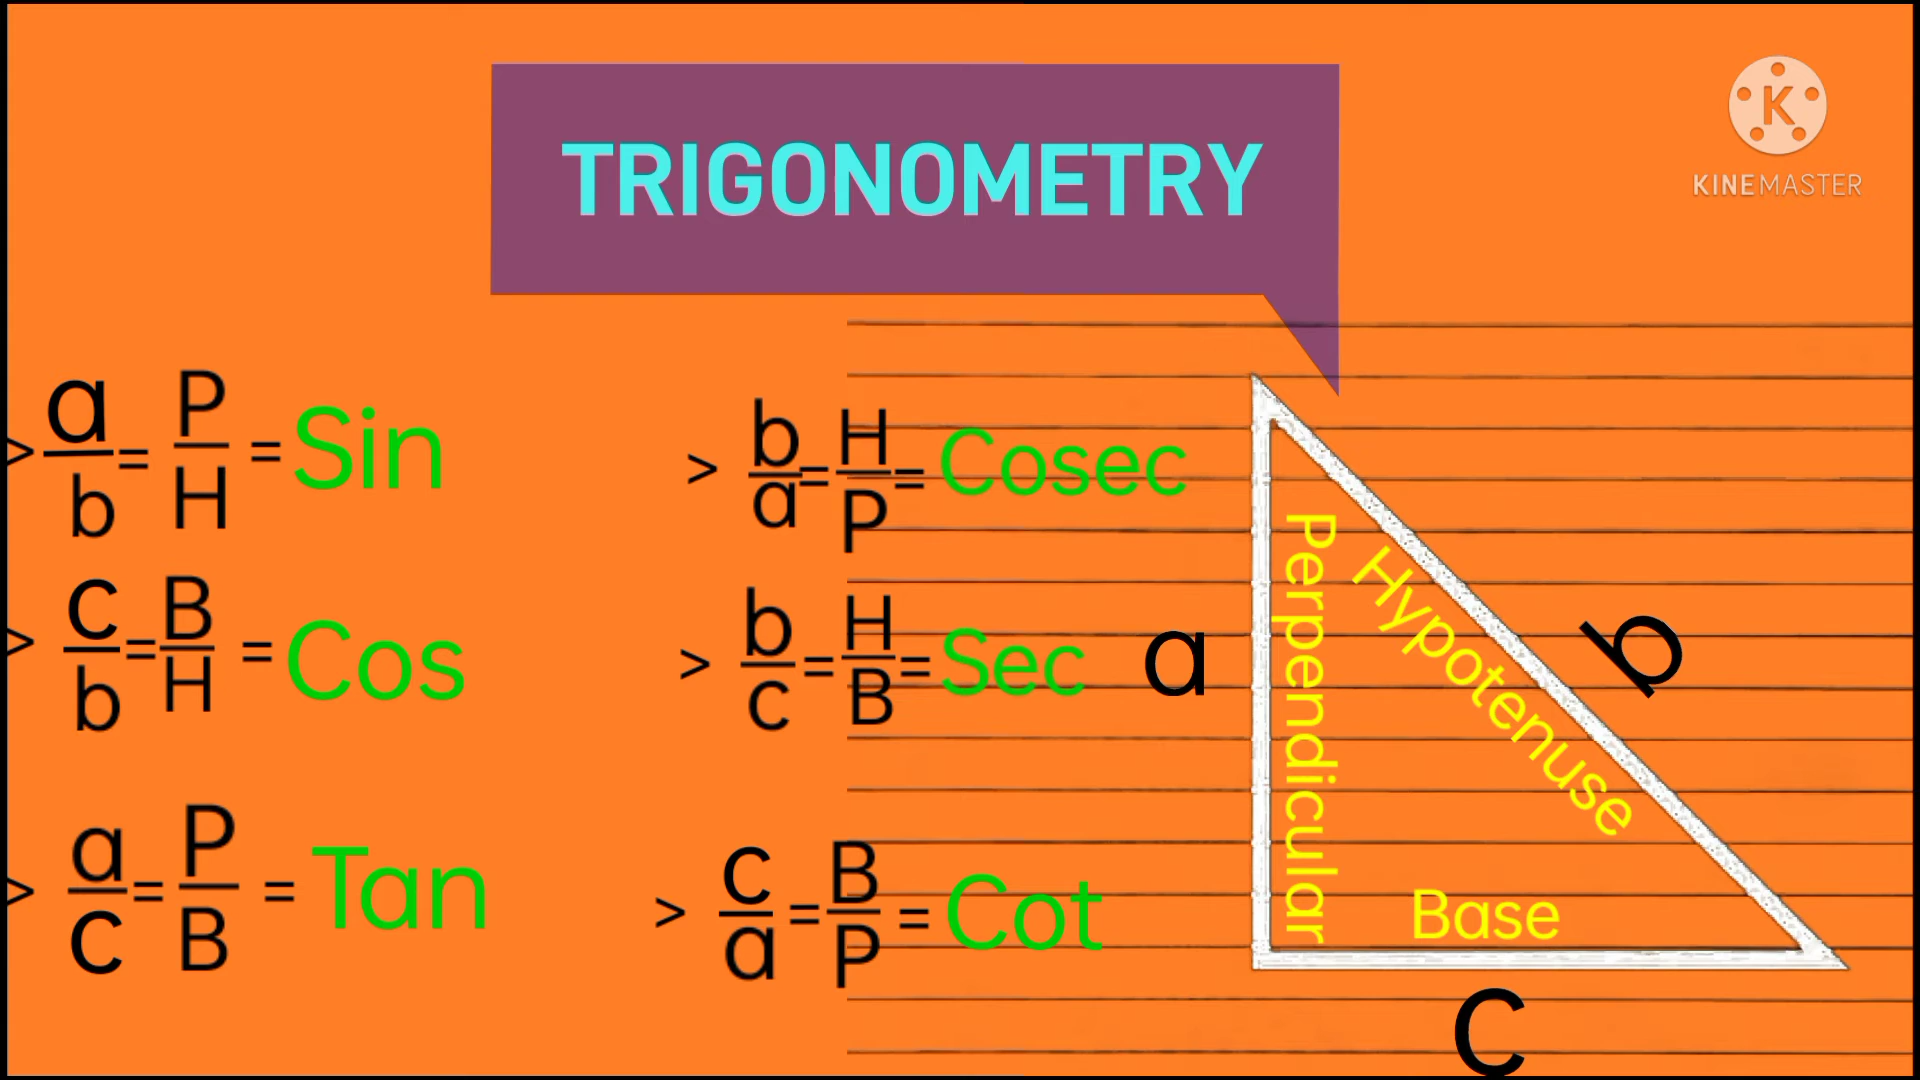 TRIGONOMETRY
K
KINEMASTER
> a/b = P/H = Sin
> c/b = B/H = Cos
> a/c = P/B = Tan
> b/a = H/P = Cosec
> b/c = H/B = Sec
> c/a = B/P = Cot
a
Perpendicular
Hypotenuse
b
Base
c